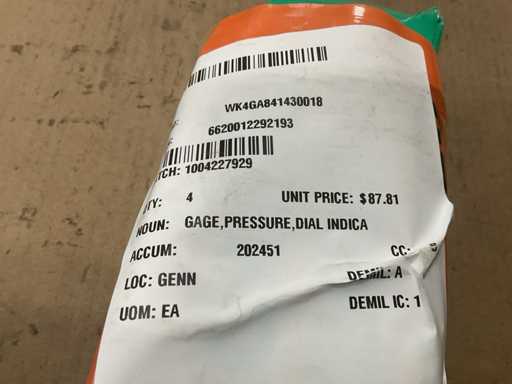 WK4GA841430018
6620012292193
TCH: 1004227929
TY: 4 UNIT PRICE: $87.81
NOUN: GAGE,PRESSURE,DIAL INDICA
ACCUM: 202451 CC:
LOC: GENN DEMIL: A
UOM: EA DEMIL IC: 1